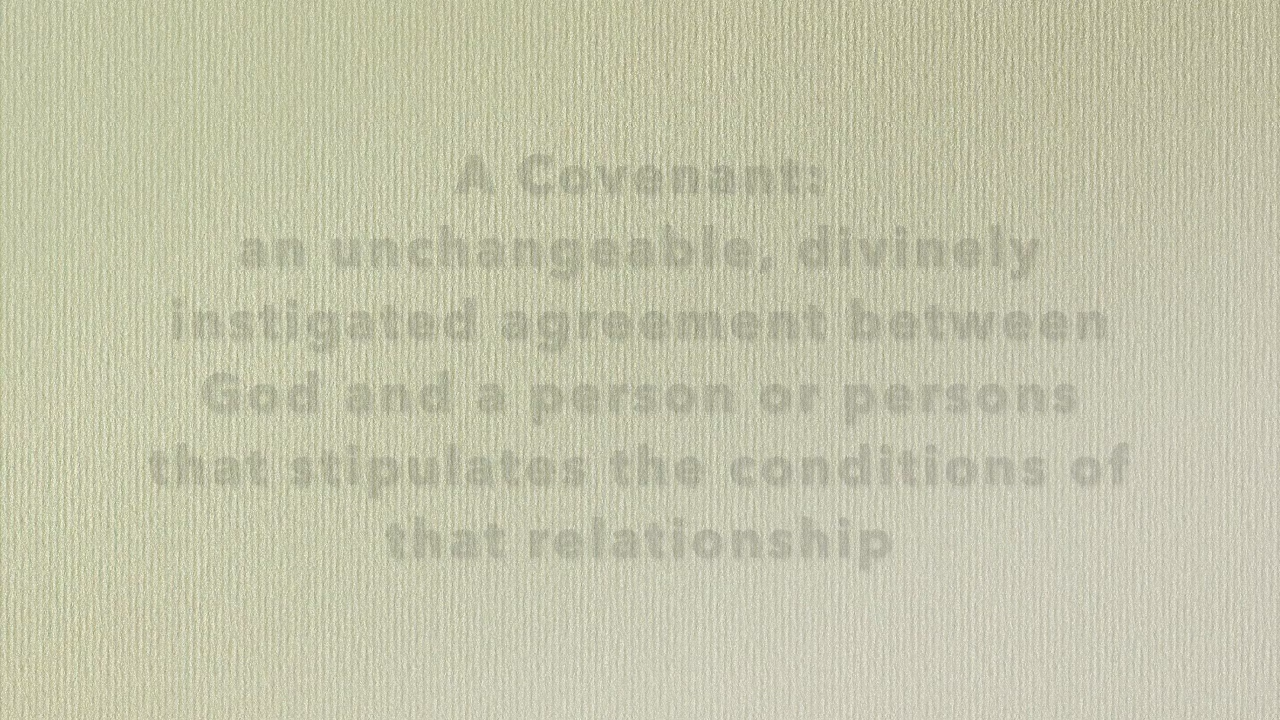 A Covenant:
an unchangeable, divinely
instigated agreement between
God and a person or persons
that stipulates the conditions of
that relationship